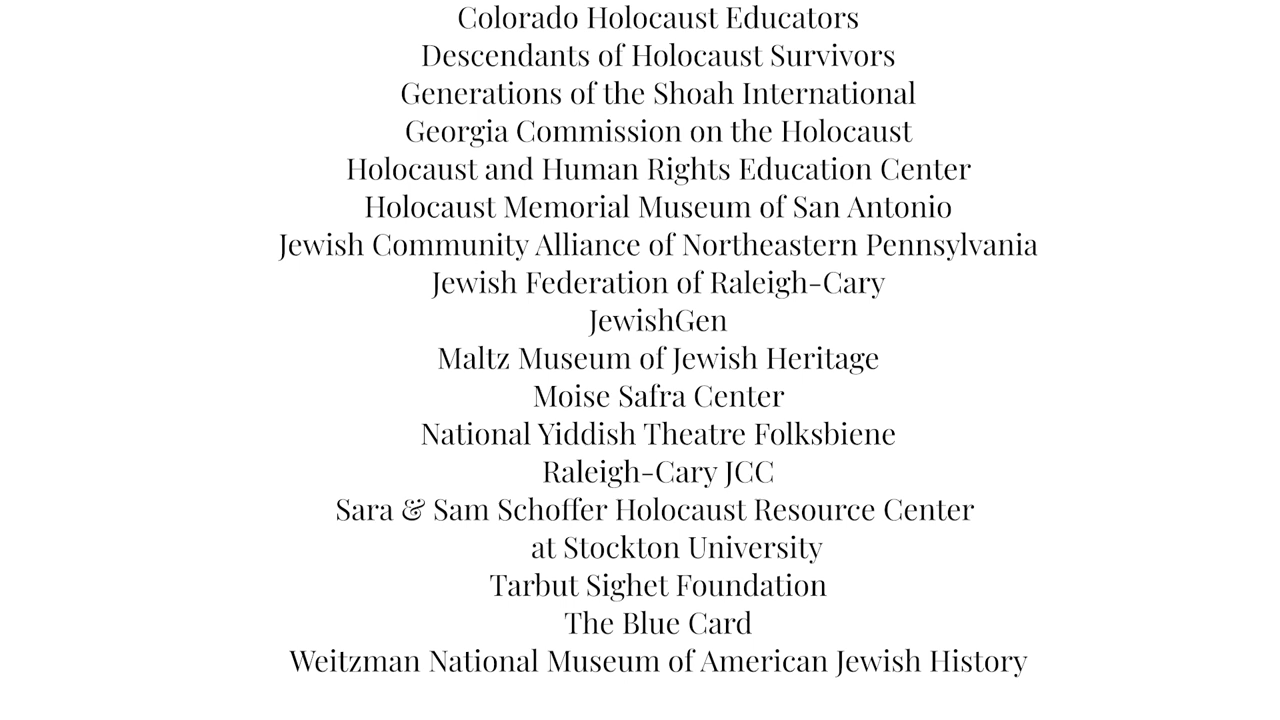 Colorado Holocaust Educators
Descendants of Holocaust Survivors
Generations of the Shoah International
Georgia Commission on the Holocaust
Holocaust and Human Rights Education Center
Holocaust Memorial Museum of San Antonio
Jewish Community Alliance of Northeastern Pennsylvania
Jewish Federation of Raleigh-Cary
JewishGen
Maltz Museum of Jewish Heritage
Moise Safra Center
National Yiddish Theatre Folksbiene
Raleigh-Cary JCC
Sara & Sam Schoffer Holocaust Resource Center
at Stockton University
Tarbut Sighet Foundation
The Blue Card
Weitzman National Museum of American Jewish History